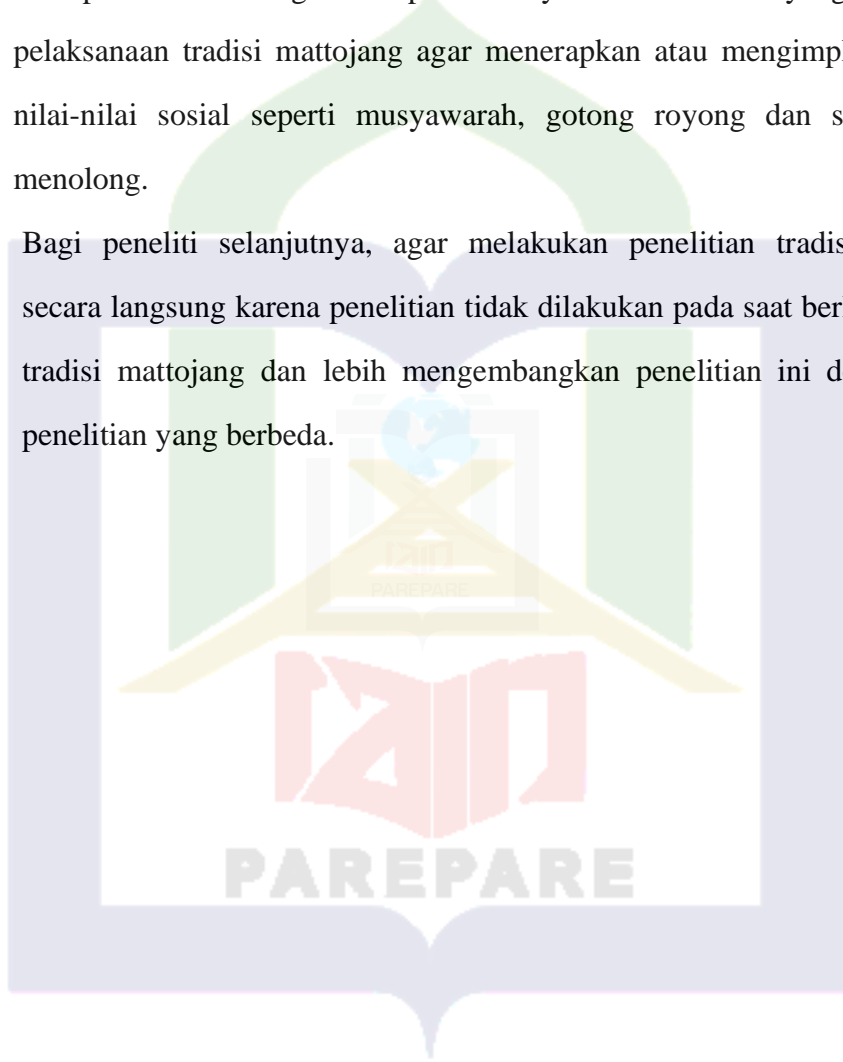 pelaksanaan tradisi mattojang agar menerapkan atau
nilai-nilai sosial seperti musyawarah, gotong royong dan
menolong.
Bagi peneliti selanjutnya, agar melakukan penelitian
secara langsung karena penelitian tidak dilakukan pada saat
tradisi mattojang dan lebih mengembangkan penelitian ini
penelitian yang berbeda.
PAREPARE
PAREPARE